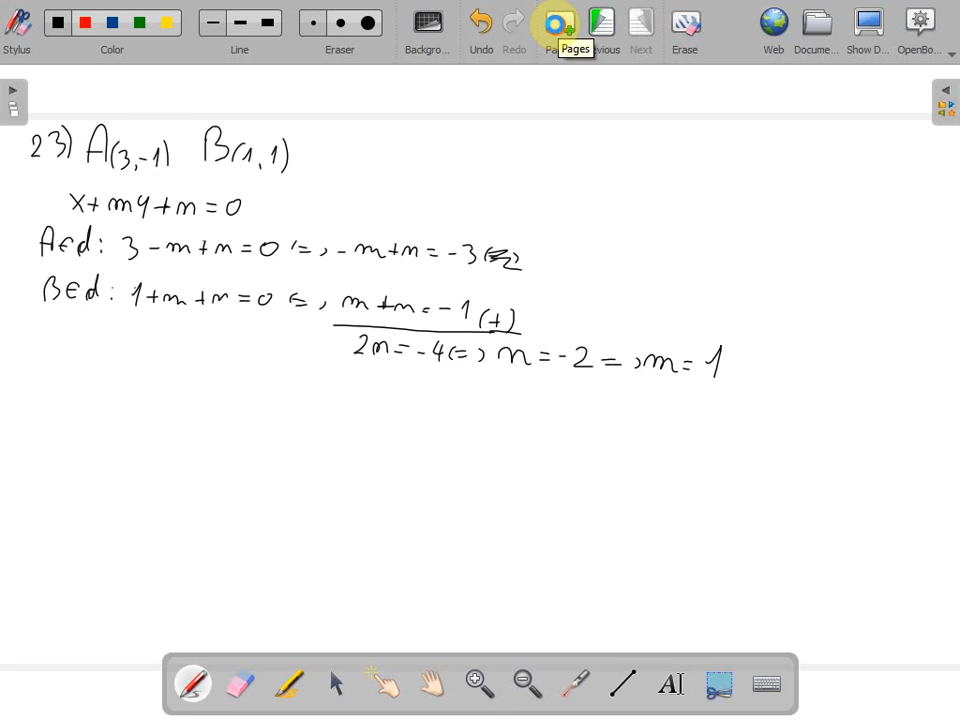 Stylus Color Line Eraser Backgro... Undo Redo Pages evious Next Erase Web Docume... Show D... OpenBo...
23) A(3,-1) B(1,1)
x+my+n=0
A∈d: 3-m+n=0 <=> -m+n=-3
B∈d: 1+m+n=0 <=> m+n=-1 (+)
2n=-4 <=> n=-2 => m=1